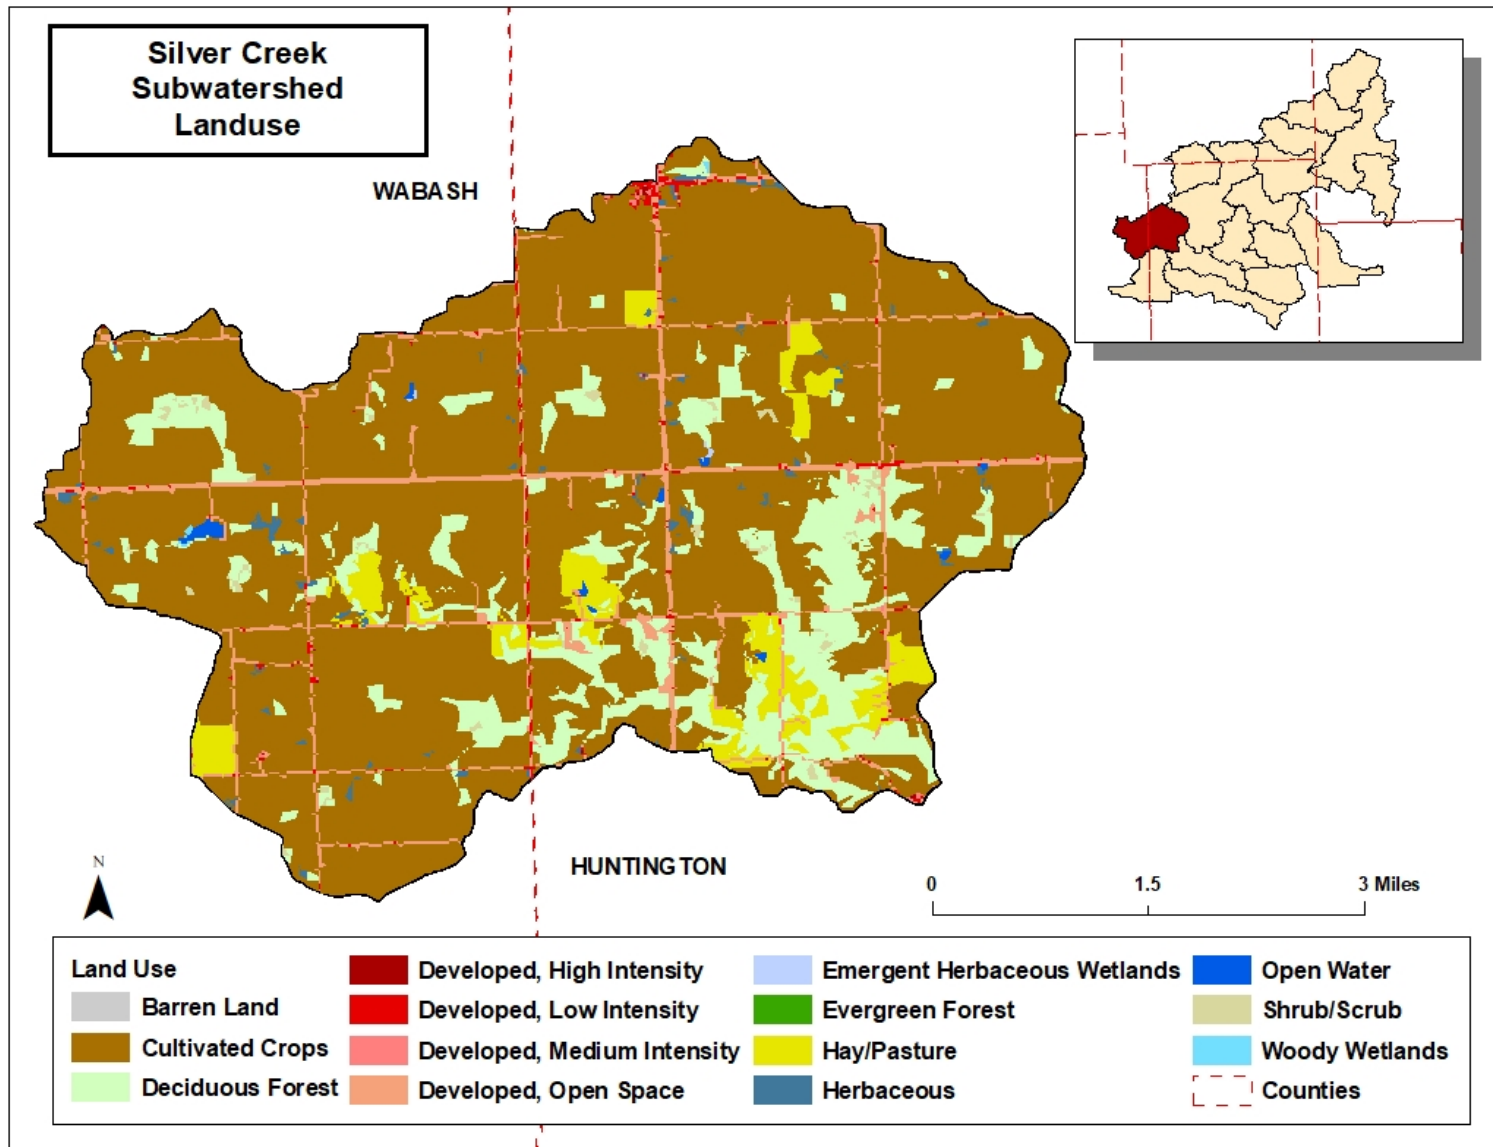 Silver Creek
Subwatershed
Landuse
WABASH
HUNTINGTON
N
0 1.5 3 Miles
Land Use
Barren Land
Cultivated Crops
Deciduous Forest
Developed, High Intensity
Developed, Low Intensity
Developed, Medium Intensity
Developed, Open Space
Emergent Herbaceous Wetlands
Evergreen Forest
Hay/Pasture
Herbaceous
Open Water
Shrub/Scrub
Woody Wetlands
Counties